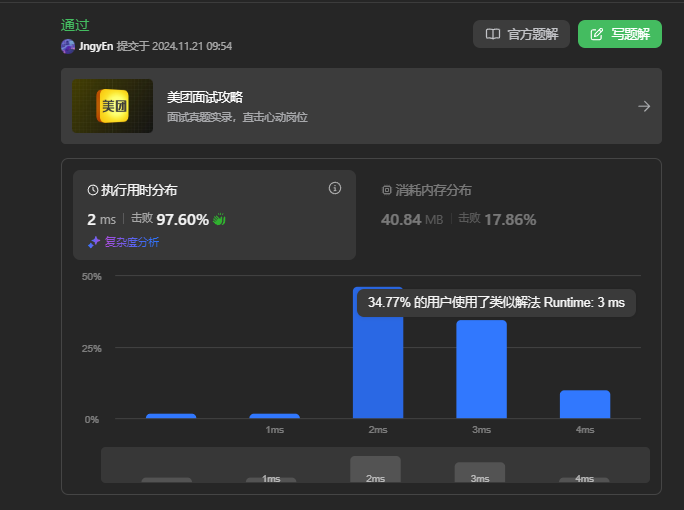 通过
JngyEn 提交于 2024.11.21 09:54
官方题解
写题解
美团
美团面试攻略
面试真题实录，直击心动岗位
执行用时分布
2 ms 击败 97.60%
复杂度分析
消耗内存分布
40.84 MB 击败 17.86%
50%
34.77% 的用户使用了类似解法 Runtime: 3 ms
25%
0%
1ms 2ms 3ms 4ms
1ms 2ms 3ms 4ms